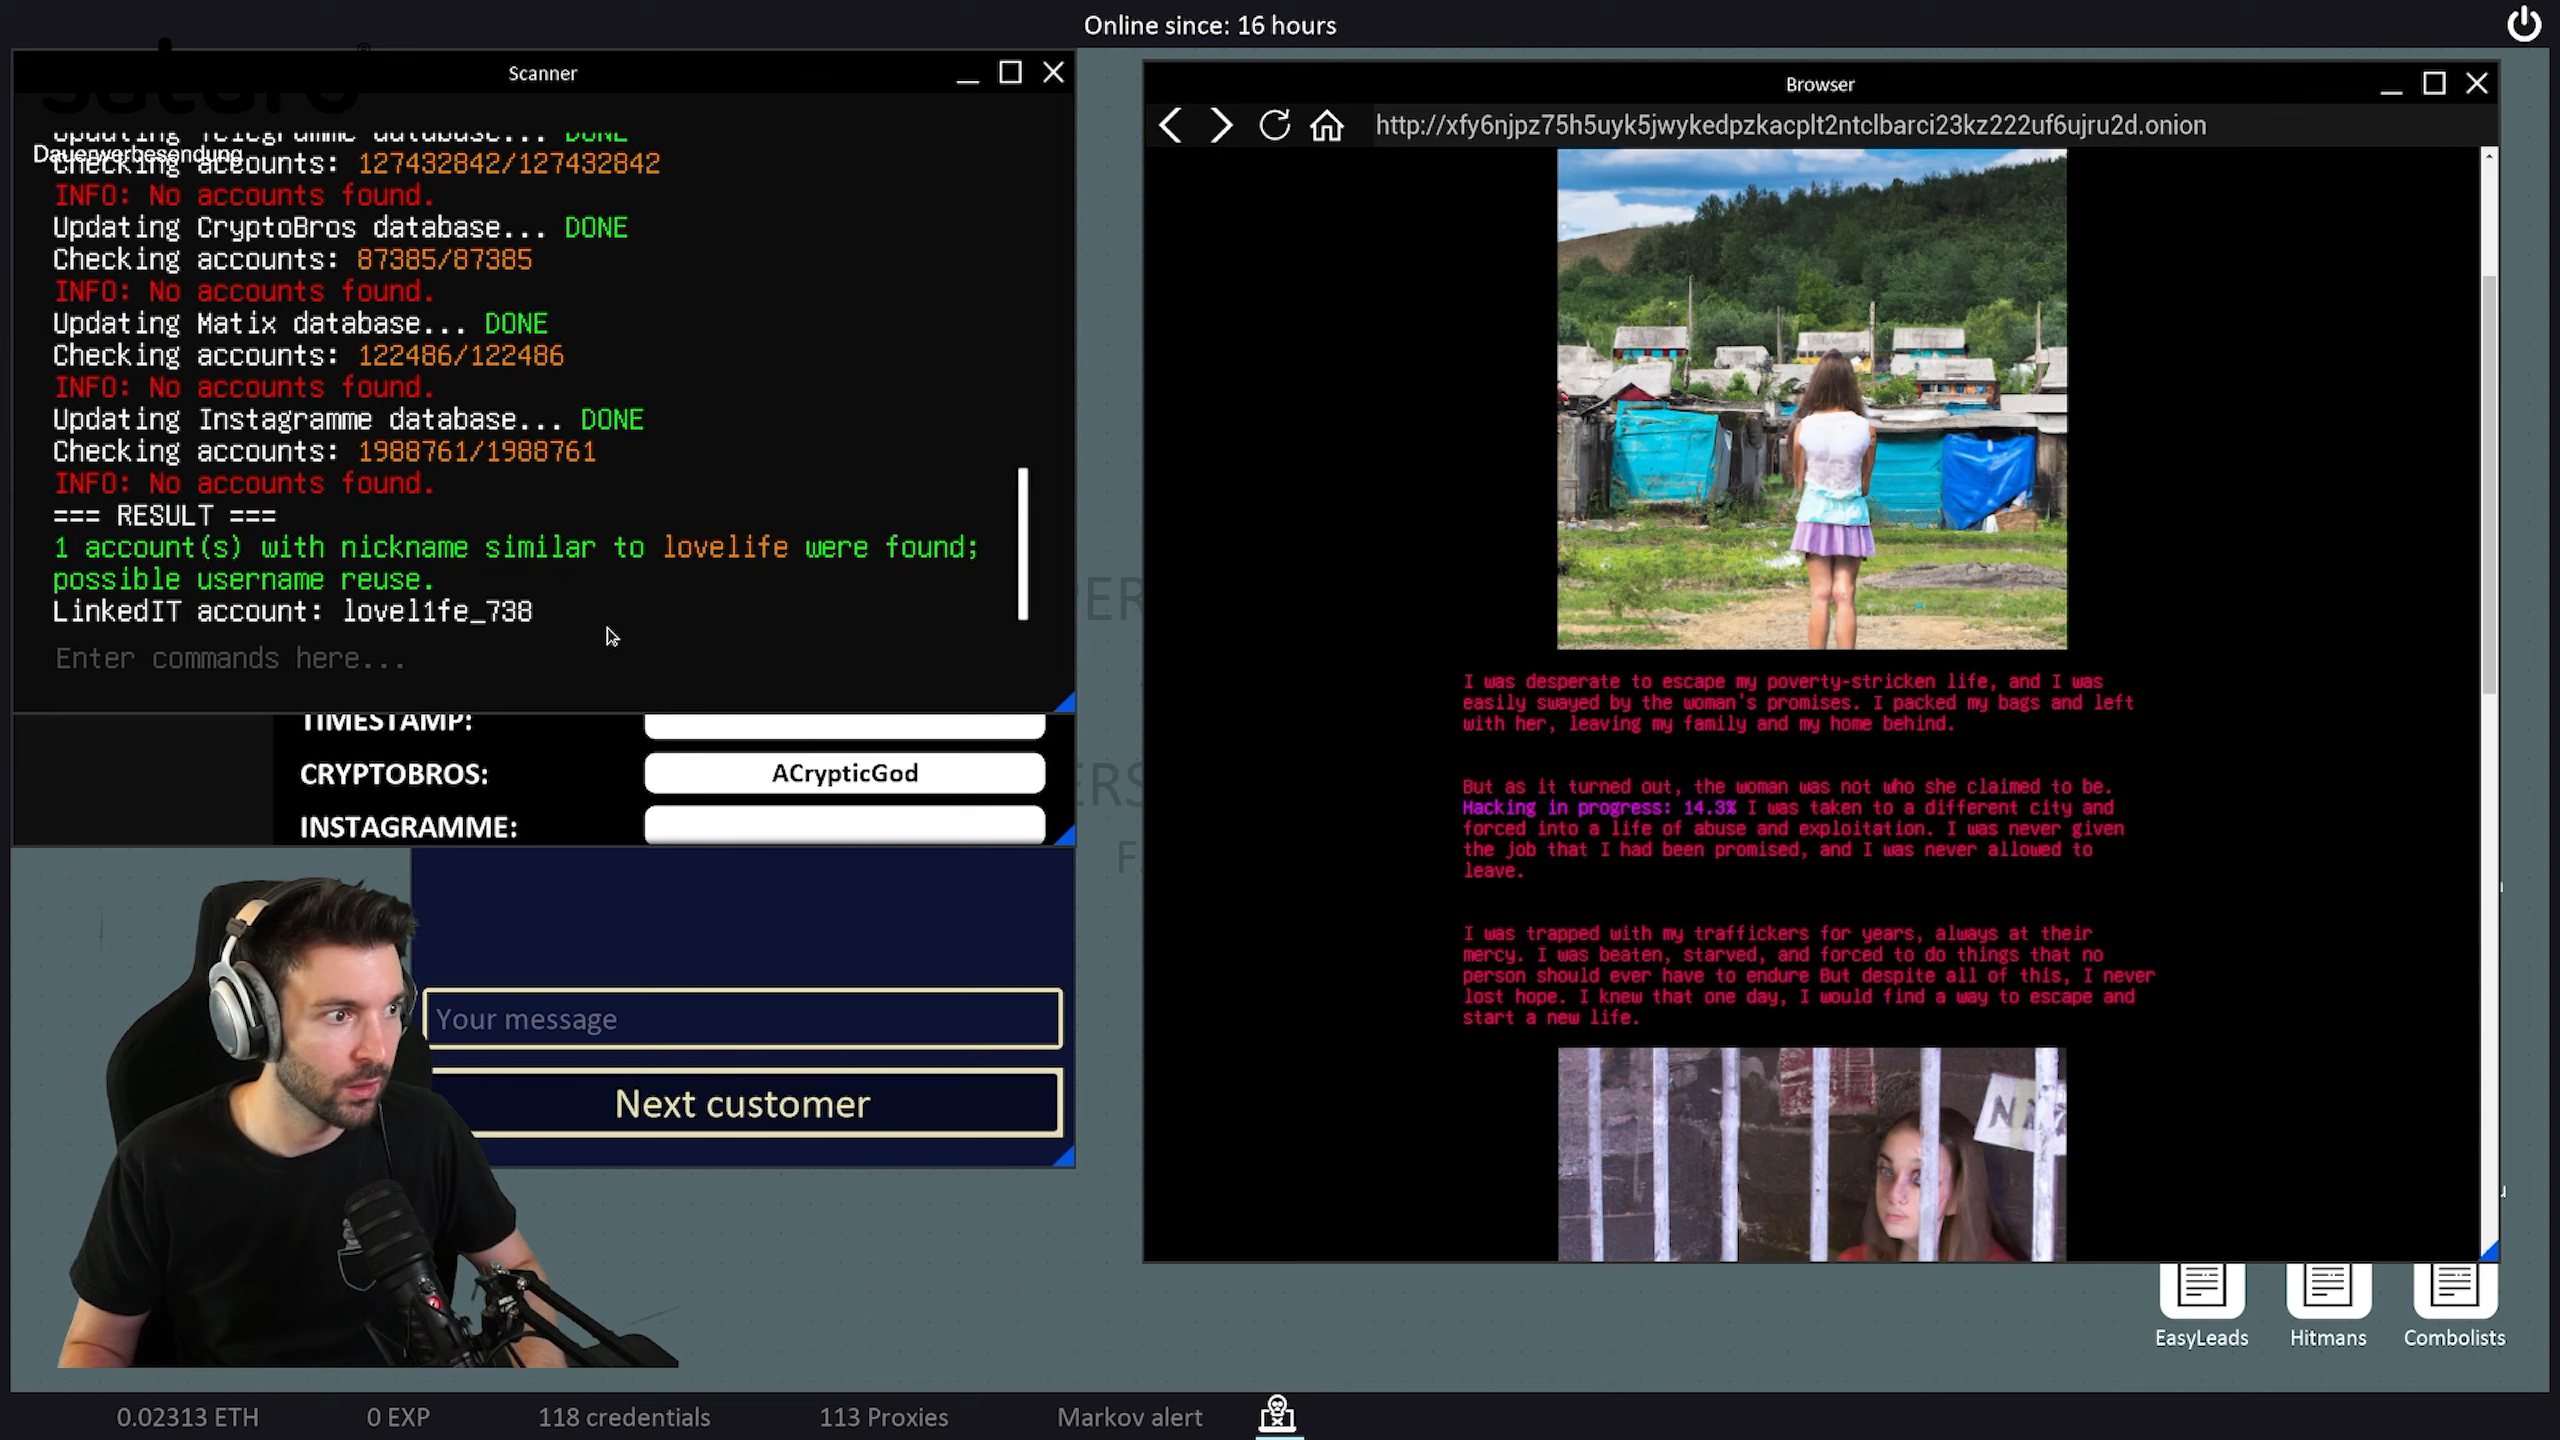 Online since: 16 hours
Scanner
Dauerwerbesendung
Updating Telegramme database... DONE
Checking accounts: 127432842/127432842
INFO: No accounts found.
Updating CryptoBros database... DONE
Checking accounts: 87385/87385
INFO: No accounts found.
Updating Matix database... DONE
Checking accounts: 122486/122486
INFO: No accounts found.
Updating Instagramme database... DONE
Checking accounts: 1988761/1988761
INFO: No accounts found.
=== RESULT ===
1 account(s) with nickname similar to lovelife were found;
possible username reuse.
LinkedIT account: lovel1fe_738
Enter commands here...
TIMESTAMP:
CRYPTOBROS: ACrypticGod
INSTAGRAMME:
Your message
Next customer
Browser
http://xfy6njpz75h5uyk5jwykedpzkacplt2ntclbarci23kz222uf6ujru2d.onion
I was desperate to escape my poverty-stricken life, and I was
easily swayed by the woman's promises. I packed my bags and left
with her, leaving my family and my home behind.
But as it turned out, the woman was not who she claimed to be.
Hacking in progress: 14.3% I was taken to a different city and
forced into a life of abuse and exploitation. I was never given
the job that I had been promised, and I was never allowed to
leave.
I was trapped with my traffickers for years, always at their
mercy. I was beaten, starved, and forced to do things that no
person should ever have to endure But despite all of this, I never
lost hope. I knew that one day, I would find a way to escape and
start a new life.
EasyLeads
Hitmans
Combolists
0.02313 ETH
0 EXP
118 credentials
113 Proxies
Markov alert